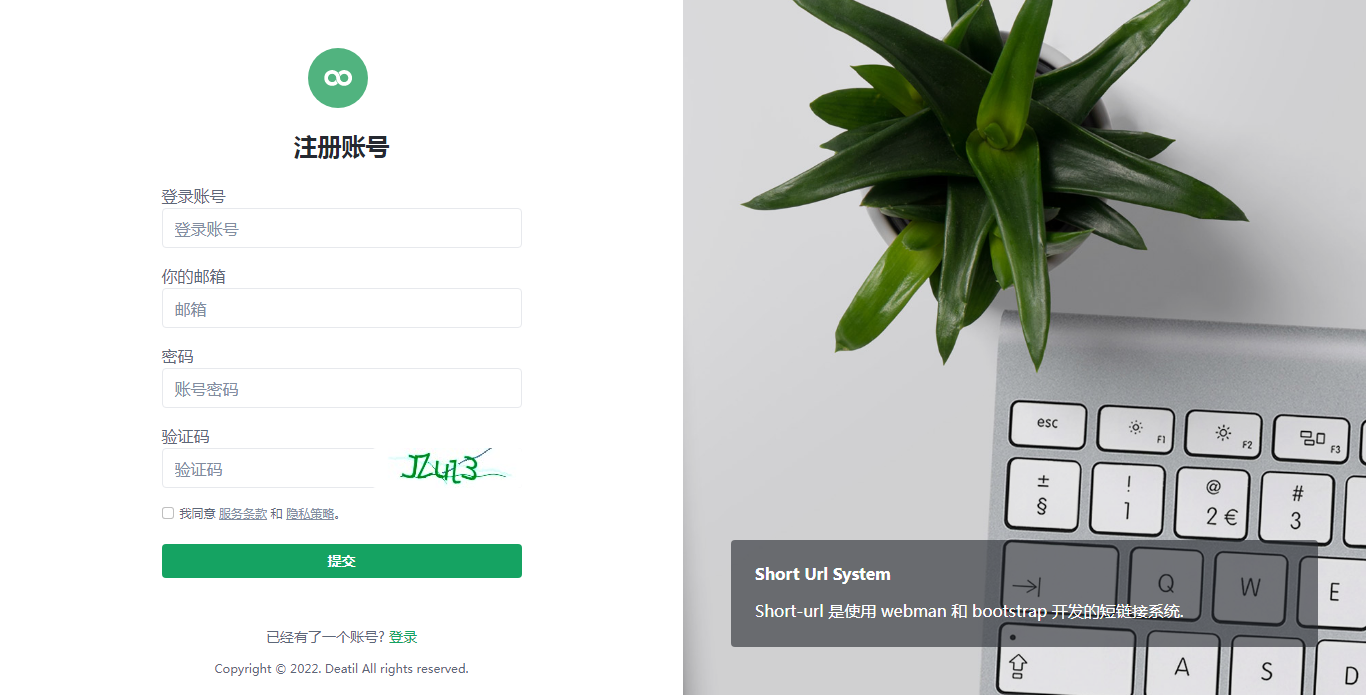 注册账号
登录账号
登录账号
你的邮箱
邮箱
密码
账号密码
验证码
验证码
我同意 服务条款 和 隐私策略。
提交
已经有了一个账号? 登录
Copyright © 2022. Deatil All rights reserved.
esc
F1
F2
F3
±
§
!
1
@
2 €
#
3
Short Url System
Short-url 是使用 webman 和 bootstrap 开发的短链接系统.
Q
W
E
A
S
D